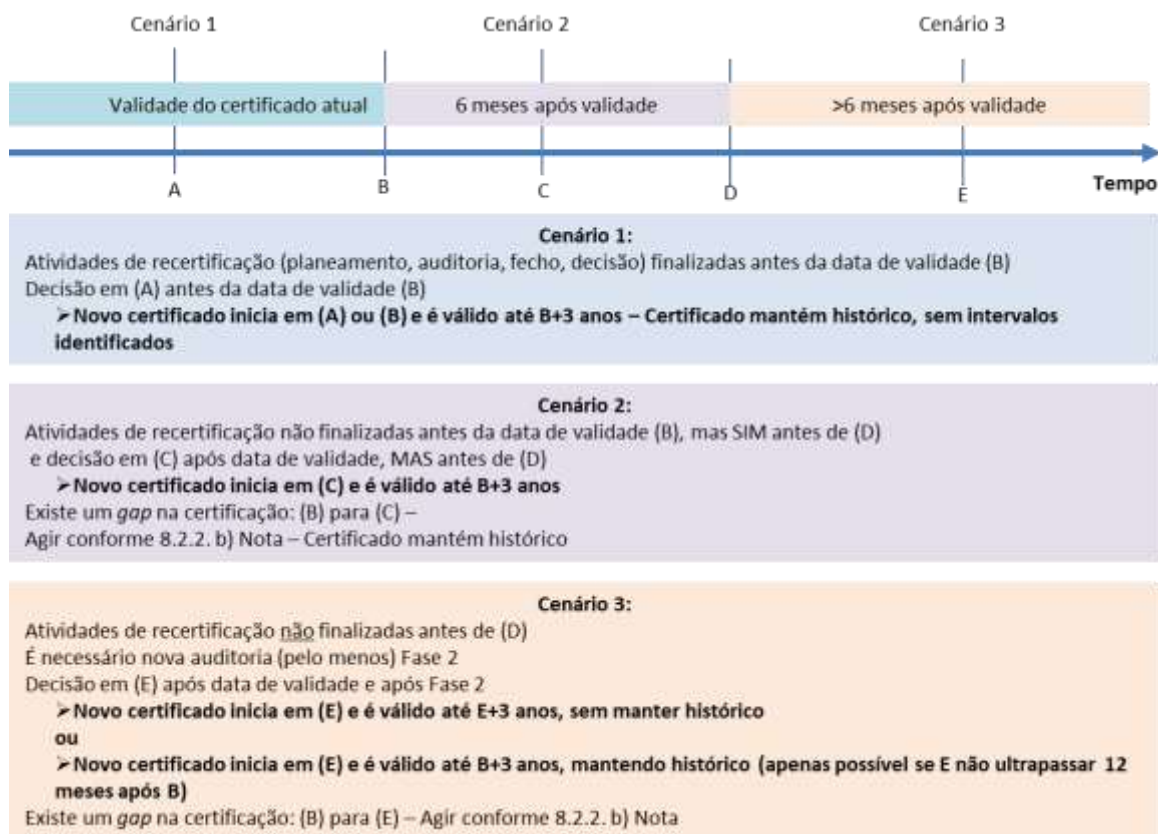 Cenário 1
Cenário 2
Cenário 3
Validade do certificado atual
6 meses após validade
>6 meses após validade
A
B
C
D
E
Tempo
Cenário 1:
Atividades de recertificação (planeamento, auditoria, fecho, decisão) finalizadas antes da data de validade (B)
Decisão em (A) antes da data de validade (B)
➤Novo certificado inicia em (A) ou (B) e é válido até B+3 anos – Certificado mantém histórico, sem intervalos
identificados
Cenário 2:
Atividades de recertificação não finalizadas antes da data de validade (B), mas SIM antes de (D)
e decisão em (C) após data de validade, MAS antes de (D)
➤Novo certificado inicia em (C) e é válido até B+3 anos
Existe um gap na certificação: (B) para (C) –
Agir conforme 8.2.2. b) Nota – Certificado mantém histórico
Cenário 3:
Atividades de recertificação não finalizadas antes de (D)
É necessário nova auditoria (pelo menos) Fase 2
Decisão em (E) após data de validade e após Fase 2
➤Novo certificado inicia em (E) e é válido até E+3 anos, sem manter histórico
ou
➤Novo certificado inicia em (E) e é válido até B+3 anos, mantendo histórico (apenas possível se E não ultrapassar 12
meses após B)
Existe um gap na certificação: (B) para (E) – Agir conforme 8.2.2. b) Nota